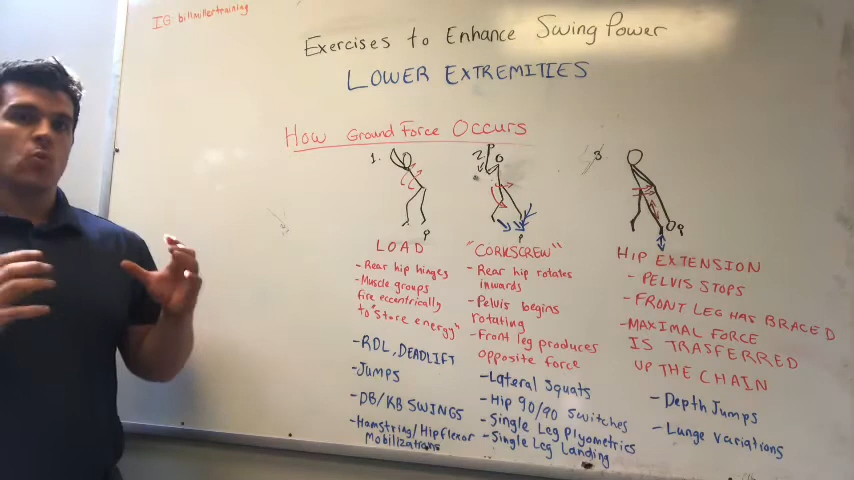 IG billmillertraining
Exercises to Enhance Swing Power
LOWER EXTREMITIES
How Ground Force Occurs
1.
2
3
LOAD
- Rear hip hinges
- Muscle groups
fire eccentrically
to "store energy"
- RDL, DEADLIFT
- Jumps
- DB/KB SWINGS
- Hamstring/Hipflexor
Mobilizations
"CORKSCREW"
- Rear hip rotates
inwards
- Pelvis begins
rotating
- Front leg produces
opposite force
- Lateral Squats
- Hip 90/90 Switches
- Single Leg Plyometrics
- Single Leg Landing
HIP EXTENSION
- PELVIS STOPS
- FRONT LEG HAS BRACED
- MAXIMAL FORCE
IS TRASFERRED
UP THE CHAIN
- Depth Jumps
- Lunge Variations